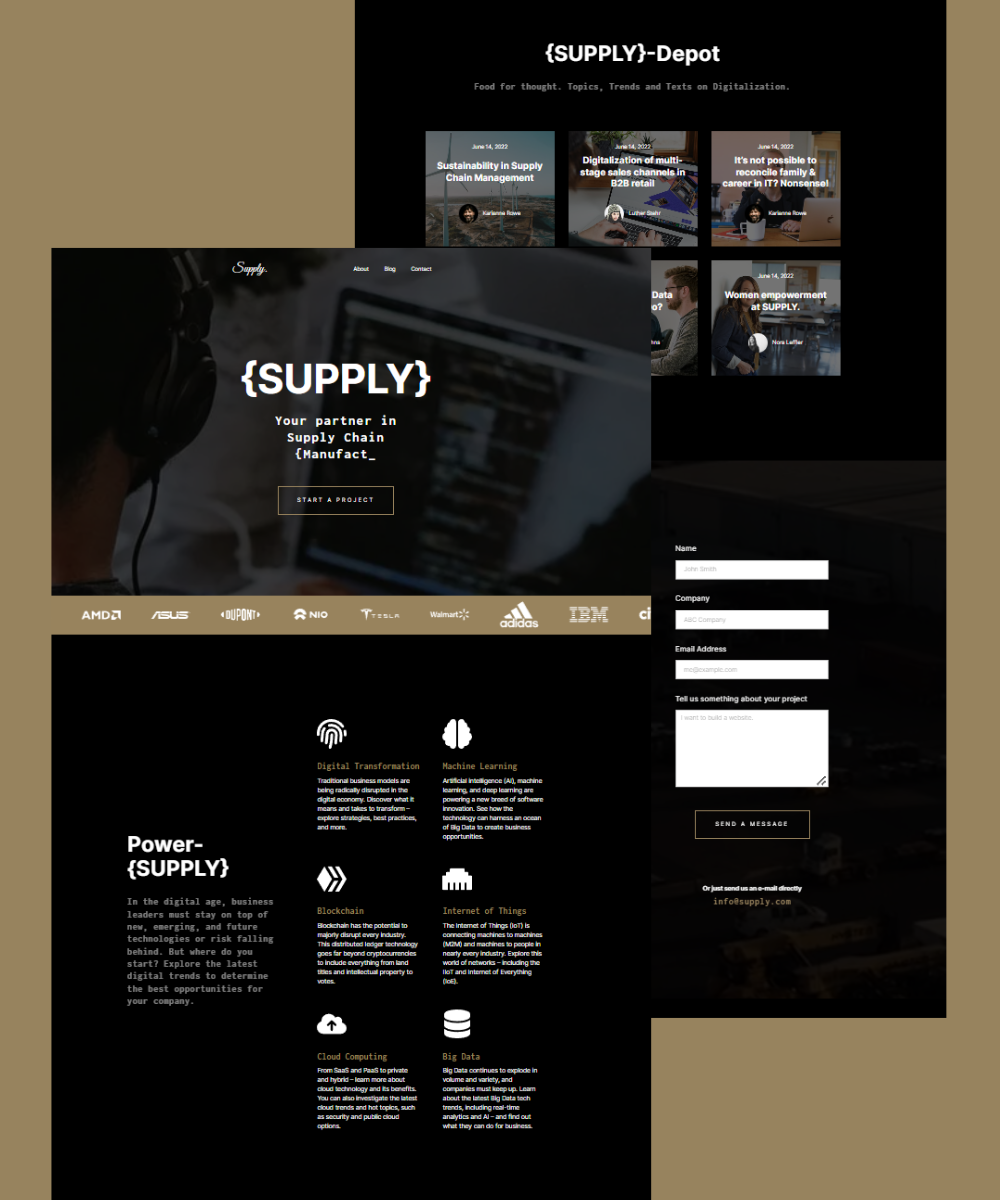 {SUPPLY}-Depot
Food for thought. Topics, Trends and Texts on Digitalization.
June 14, 2022
Sustainability in Supply
Chain Management
Karianne Rowe
June 14, 2022
Digitalization of multi-
stage sales channels in
B2B retail
Luther Stehr
June 14, 2022
It's not possible to
reconcile family &
career in IT? Nonsense!
Karianne Rowe
Data
o?
June 14, 2022
Women empowerment
at SUPPLY.
Nora Leffler
Supply.
About
Blog
Contact
{SUPPLY}
Your partner in
Supply Chain
{Manufact_
START A PROJECT
AMD
ASUS
DUPONT
NIO
TESLA
Walmart
adidas
IBM
ci
Power-
{SUPPLY}
In the digital age, business
leaders must stay on top of
new, emerging, and future
technologies or risk falling
behind. But where do you
start? Explore the latest
digital trends to determine
the best opportunities for
your company.
Digital Transformation
Traditional business models are
being radically disrupted in the
digital economy. Discover what it
means and takes to transform –
explore strategies, best practices,
and more.
Machine Learning
Artificial intelligence (AI), machine
learning, and deep learning are
powering a new breed of software
innovation. See how the
technology can harness an ocean
of Big Data to create business
opportunities.
Blockchain
Blockchain has the potential to
majorly disrupt every industry.
This distributed ledger technology
goes far beyond cryptocurrencies
to include everything from land
titles and intellectual property to
votes.
Internet of Things
The Internet of Things (IoT) is
connecting machines to machines
(M2M) and machines to people in
nearly every industry. Explore this
world of networks – including the
IIoT and Internet of Everything
(IoE).
Cloud Computing
From SaaS and PaaS to private
and hybrid – learn more about
cloud technology and its benefits.
You can also investigate the latest
cloud trends and hot topics, such
as security and public cloud
options.
Big Data
Big Data continues to explode in
volume and variety, and
companies must keep up. Learn
about the latest Big Data tech
trends, including real-time
analytics and AI – and find out
what they can do for business.
Name
John Smith
Company
ABC Company
Email Address
me@example.com
Tell us something about your project
I want to build a website.
SEND A MESSAGE
Or just send us an e-mail directly
info@supply.com